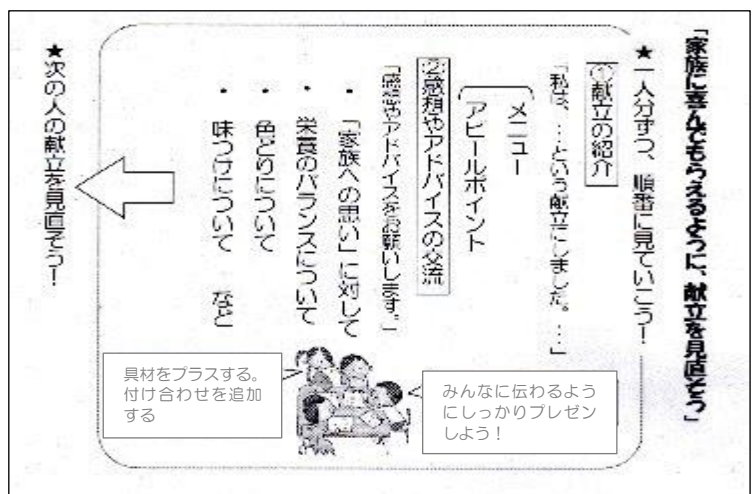 「家族に喜んでもらえるように、献立を見直そう」
★一人分ずつ、順番に見ていこう！
①献立の紹介
「私は、・・・という献立にしました。・・・」
メニュー
アピールポイント
②感想やアドバイスの交流
「感想やアドバイスをお願いします。」
・「家族への思い」に対して
・栄養のバランスについて
・色どりについて
・味つけについて　など
★次の人の献立を見直そう！
みんなに伝わるよう
にしっかりプレゼン
しよう！
具材をプラスする。
付け合わせを追加
する